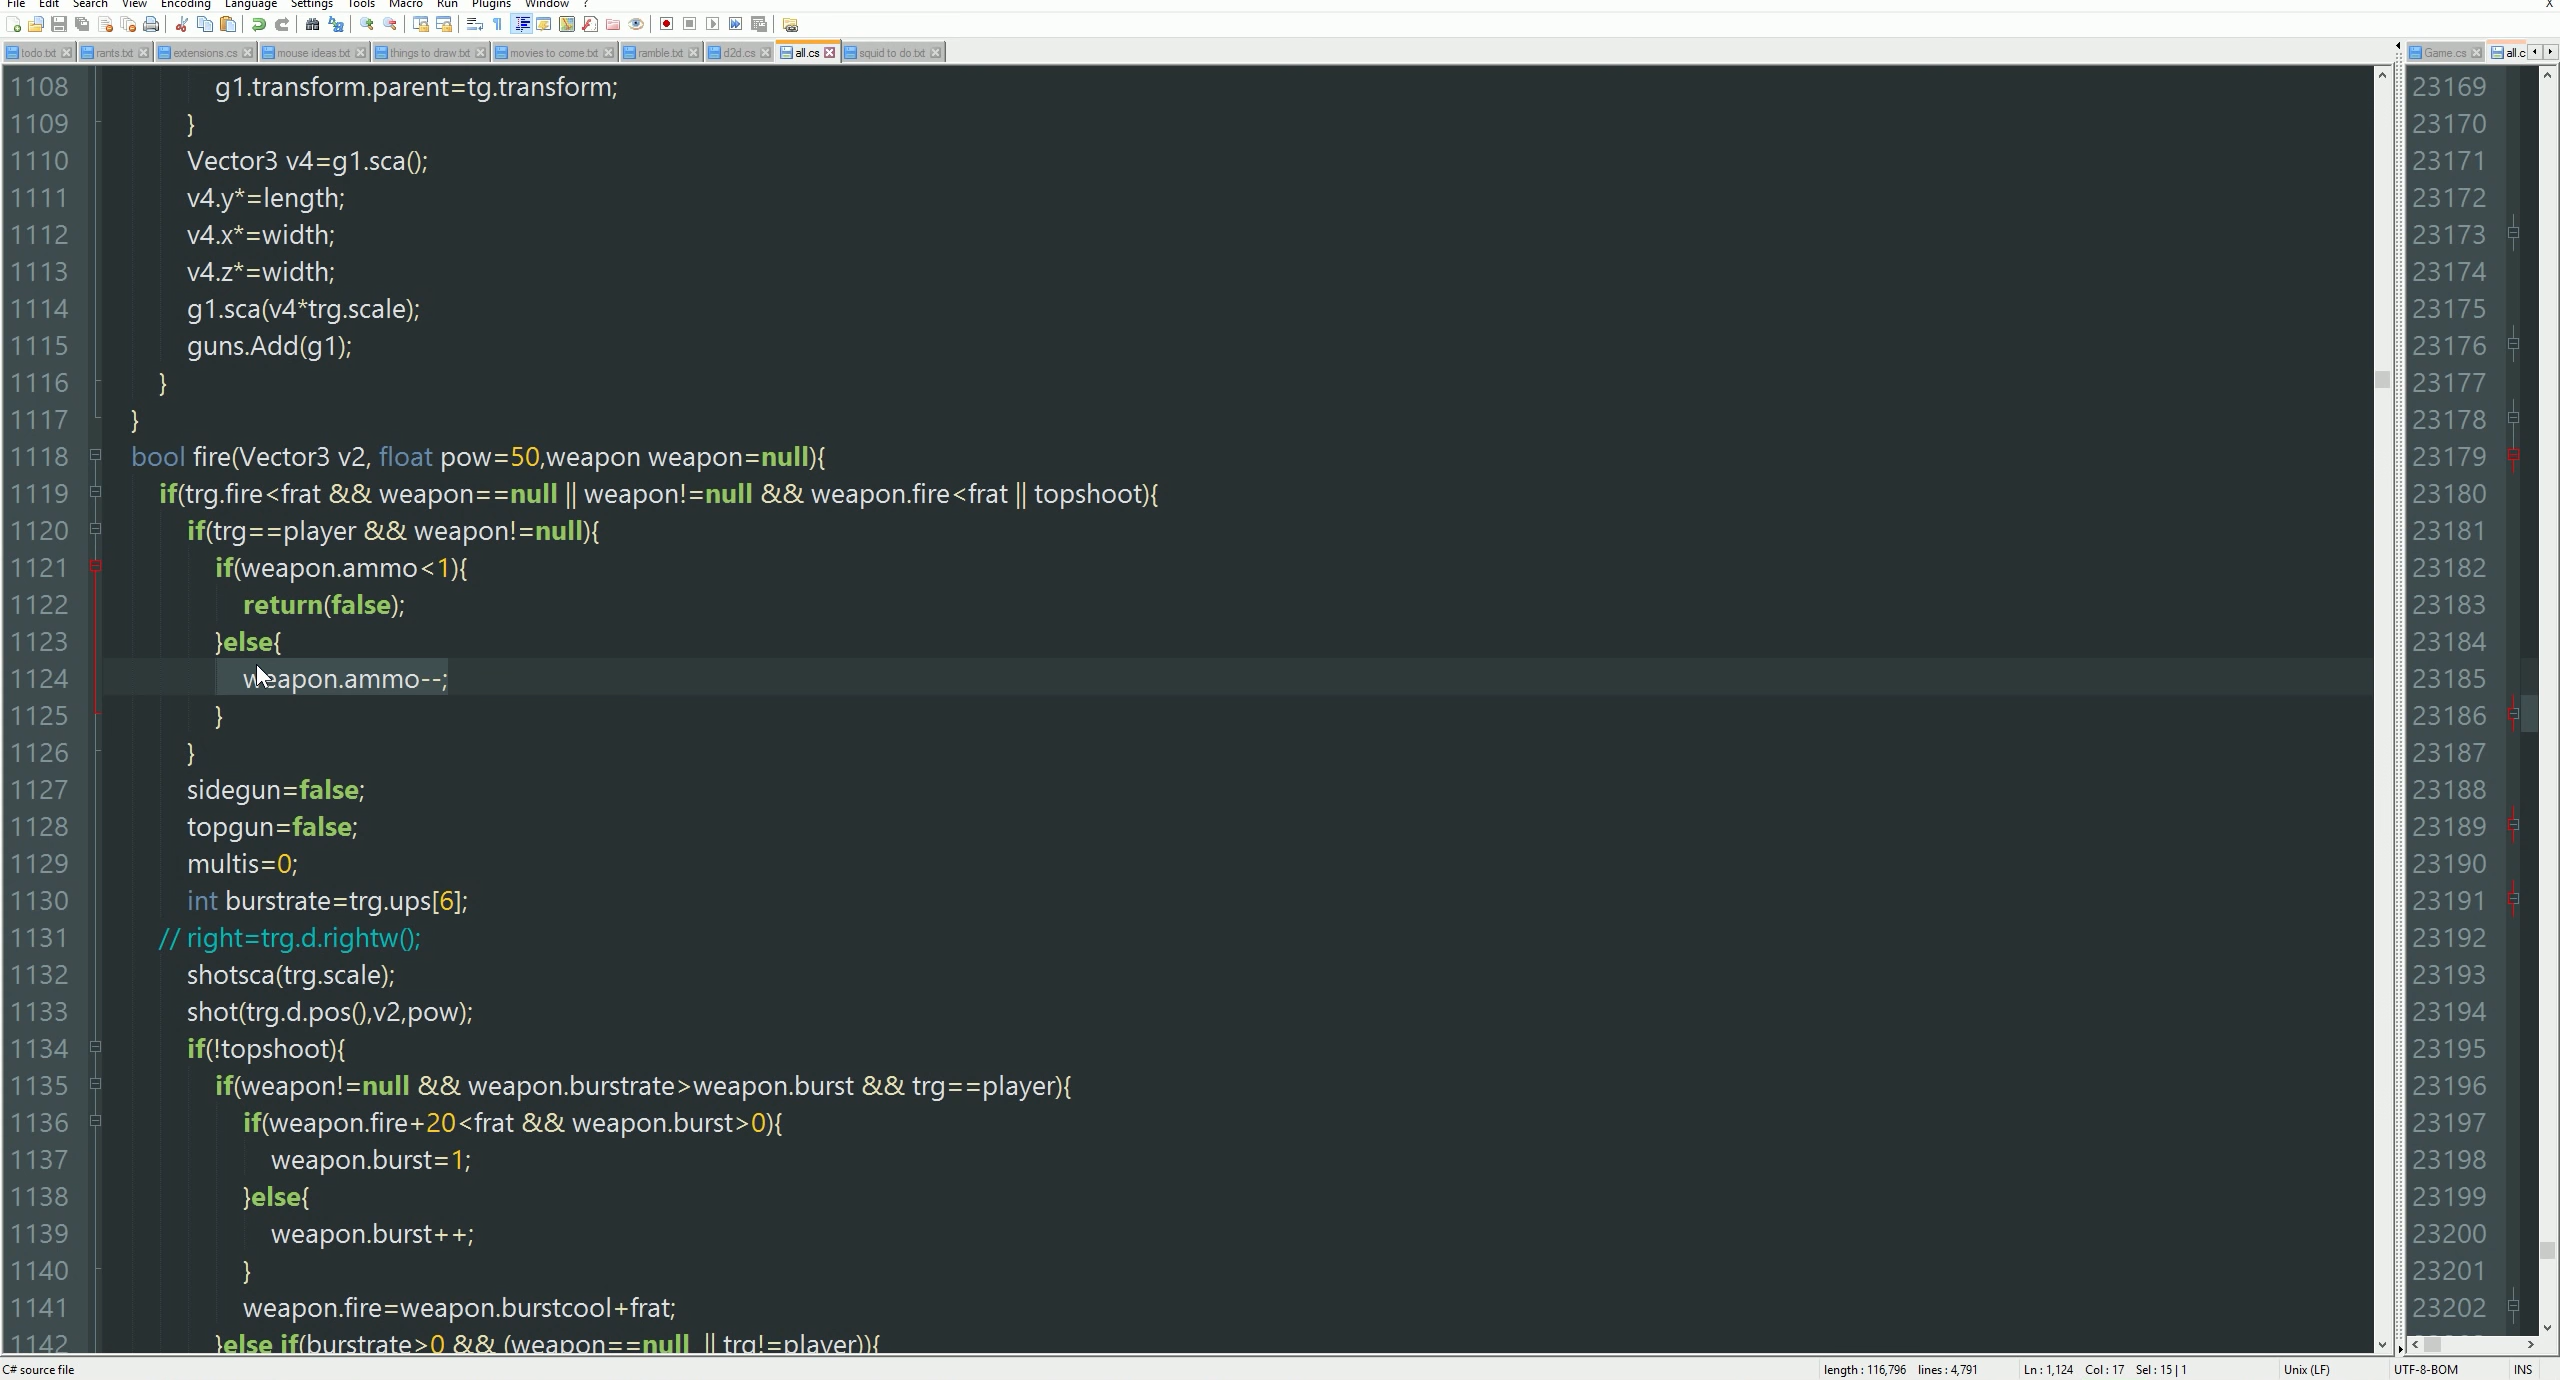 File Edit Search View Encoding Language Settings Tools Macro Run Plugins Window ? X
todo.txt rants.txt extensions.cs mouse ideas.txt things to draw.txt movies to come.txt ramble.txt d2d.cs all.cs squid to do.txt Game.cs all.c
1108 g1.transform.parent=tg.transform; 23169
1109 } 23170
1110 Vector3 v4=g1.sca(); 23171
1111 v4.y*=length; 23172
1112 v4.x*=width; 23173
1113 v4.z*=width; 23174
1114 g1.sca(v4*trg.scale); 23175
1115 guns.Add(g1); 23176
1116 } 23177
1117 } 23178
1118 bool fire(Vector3 v2, float pow=50,weapon weapon=null){ 23179
1119 if(trg.fire<frat && weapon==null || weapon!=null && weapon.fire<frat || topshoot){ 23180
1120 if(trg==player && weapon!=null){ 23181
1121 if(weapon.ammo<1){ 23182
1122 return(false); 23183
1123 }else{ 23184
1124 weapon.ammo--; 23185
1125 } 23186
1126 } 23187
1127 sidegun=false; 23188
1128 topgun=false; 23189
1129 multis=0; 23190
1130 int burstrate=trg.ups[6]; 23191
1131 // right=trg.d.rightw(); 23192
1132 shotsca(trg.scale); 23193
1133 shot(trg.d.pos(),v2,pow); 23194
1134 if(!topshoot){ 23195
1135 if(weapon!=null && weapon.burstrate>weapon.burst && trg==player){ 23196
1136 if(weapon.fire+20<frat && weapon.burst>0){ 23197
1137 weapon.burst=1; 23198
1138 }else{ 23199
1139 weapon.burst++; 23200
1140 } 23201
1141 weapon.fire=weapon.burstcool+frat; 23202
1142 }else if(burstrate>0 && (weapon==null || trg!=player)){
C# source file length : 116,796 lines : 4,791 Ln : 1,124 Col : 17 Sel : 15 | 1 Unix (LF) UTF-8-BOM INS